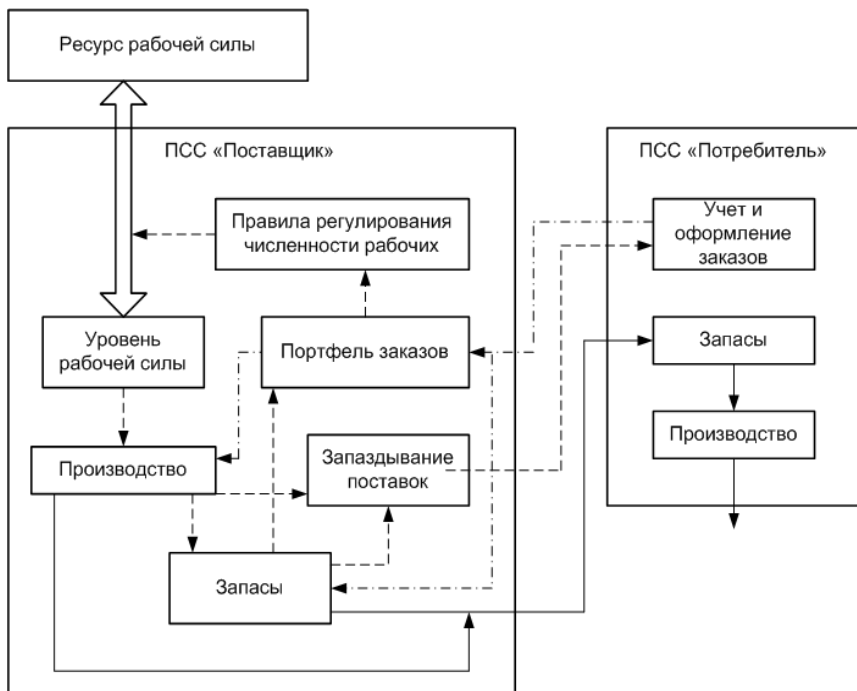 Ресурс рабочей силы
ПСС «Поставщик»
ПСС «Потребитель»
Правила регулирования
численности рабочих
Учет и
оформление
заказов
Уровень
рабочей силы
Портфель заказов
Запасы
Производство
Запаздывание
поставок
Производство
Запасы